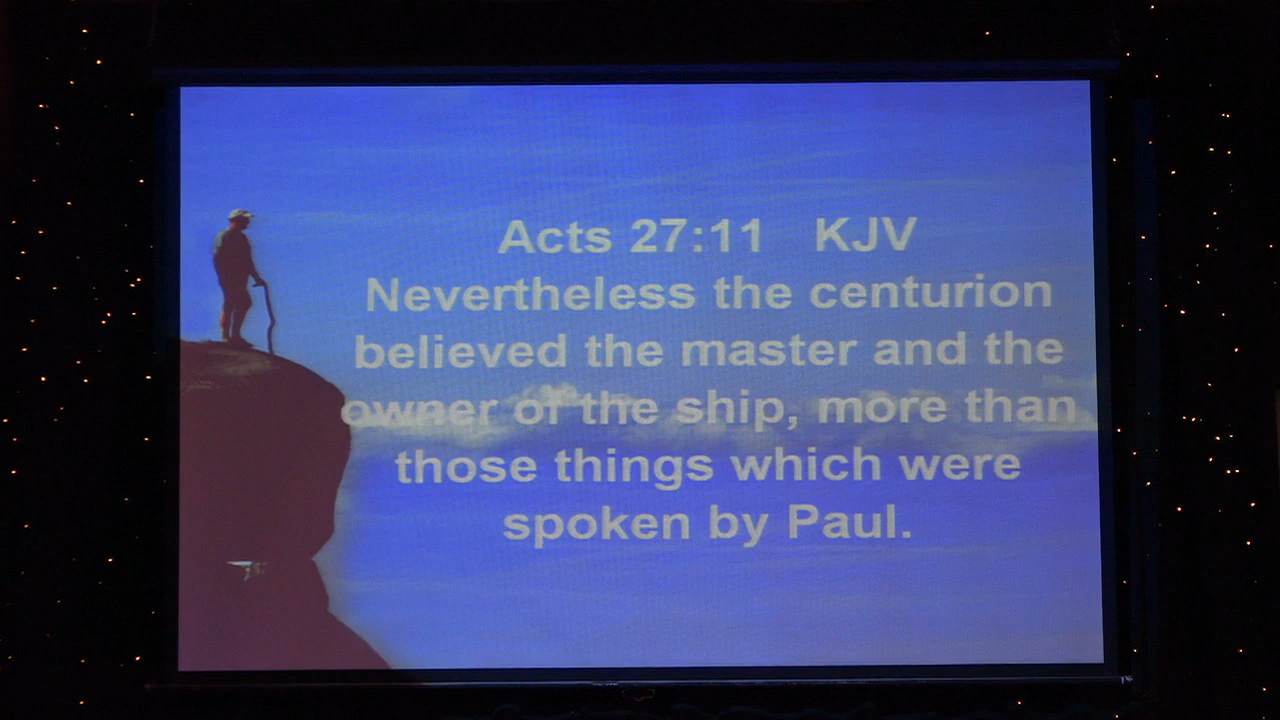 Acts 27:11 KJV
Nevertheless the centurion
believed the master and the
owner of the ship, more than
those things which were
spoken by Paul.